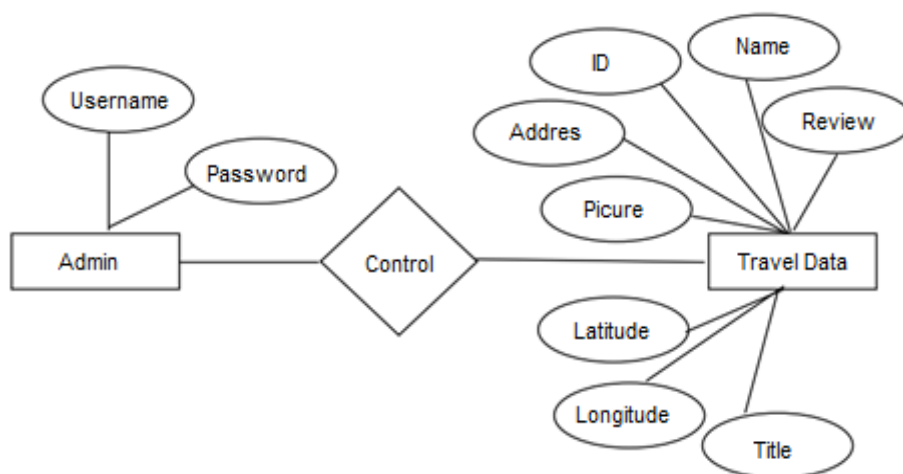 Name
ID
Username
Review
Addres
Password
Picure
Admin
Control
Travel Data
Latitude
Longitude
Title